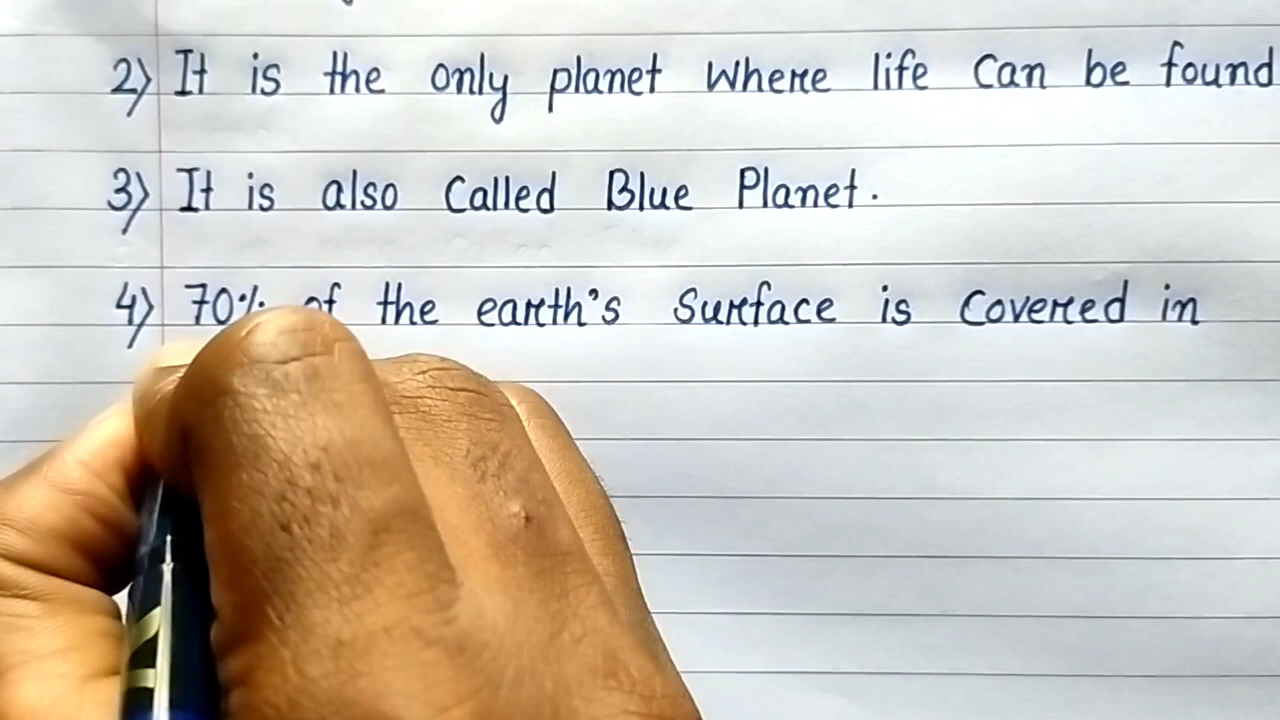 2) It is the only planet where life can be found
3) It is also called Blue Planet.
4) 70% of the earth's surface is covered in